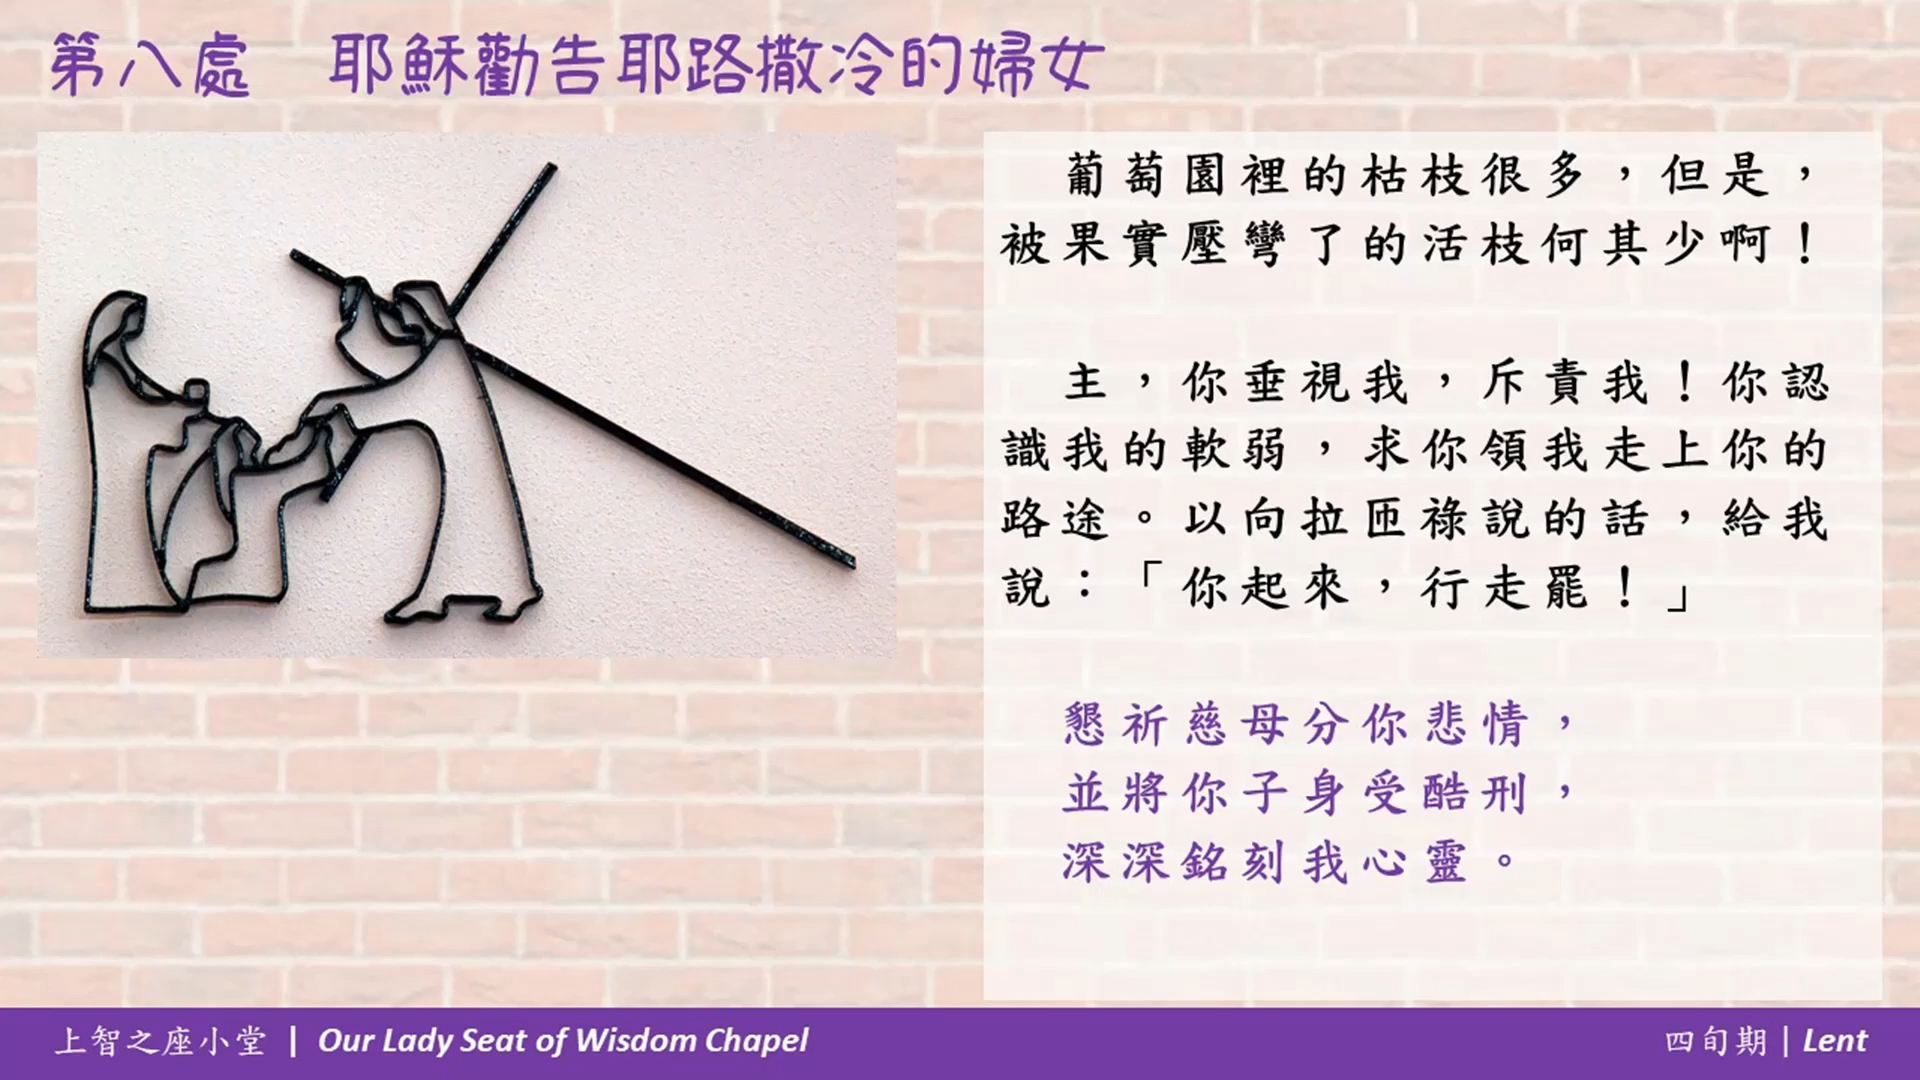 第八處　耶穌勸告耶路撒冷的婦女
葡萄園裡的枯枝很多，但是，
被果實壓彎了的活枝何其少啊！
主，你垂視我，斥責我！你認
識我的軟弱，求你領我走上你的
路途。以向拉匝祿說的話，給我
說：「你起來，行走罷！」
懇祈慈母分你悲情，
並將你子身受酷刑，
深深銘刻我心靈。
上智之座小堂 | Our Lady Seat of Wisdom Chapel
四旬期 | Lent